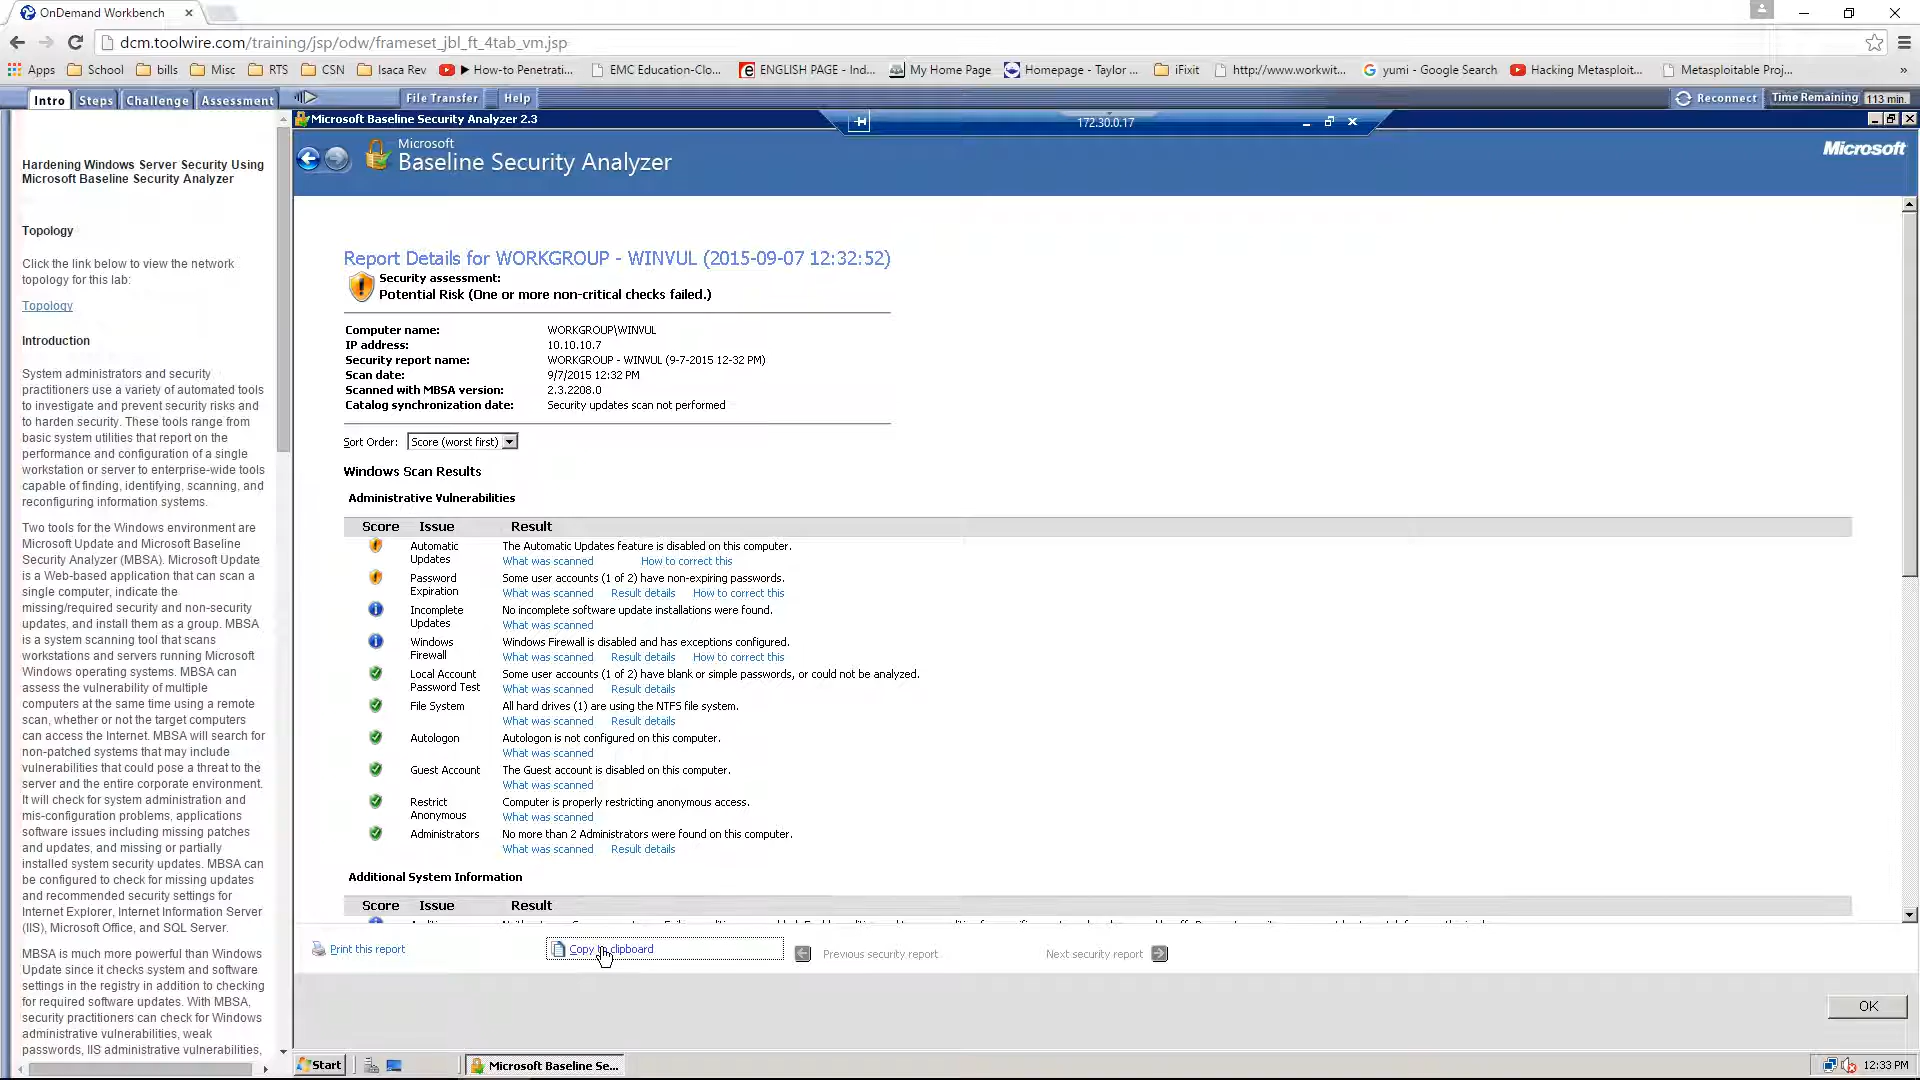 OnDemand Workbench
dcm.toolwire.com/training/jsp/odw/frameset_jbl_ft_4tab_vm.jsp
Apps School bills Misc RTS CSN Isaca Rev ▶ How-to Penetrati... EMC Education-Clo... ENGLISH PAGE - Ind... My Home Page Homepage - Taylor ... iFixit http://www.workwit... yumi - Google Search Hacking Metasploit... Metasploitable Proj... »
Intro Steps Challenge Assessment File Transfer Help Reconnect Time Remaining 113 min.
Microsoft Baseline Security Analyzer 2.3
172.30.0.17
Microsoft
Baseline Security Analyzer
Microsoft
Hardening Windows Server Security Using
Microsoft Baseline Security Analyzer
Topology
Click the link below to view the network
topology for this lab:
Topology
Introduction
System administrators and security
practitioners use a variety of automated tools
to investigate and prevent security risks and
to harden security. These tools range from
basic system utilities that report on the
performance and configuration of a single
workstation or server to enterprise-wide tools
capable of finding, identifying, scanning, and
reconfiguring information systems.
Two tools for the Windows environment are
Microsoft Update and Microsoft Baseline
Security Analyzer (MBSA). Microsoft Update
is a Web-based application that can scan a
single computer, indicate the
missing/required security and non-security
updates, and install them as a group. MBSA
is a system scanning tool that scans
workstations and servers running Microsoft
Windows operating systems. MBSA can
assess the vulnerability of multiple
computers at the same time using a remote
scan, whether or not the target computers
can access the Internet. MBSA will search for
non-patched systems that may include
vulnerabilities that could pose a threat to the
server and the entire corporate environment.
It will check for system administration and
mis-configuration problems, applications
software issues including missing patches
and updates, and missing or partially
installed system security updates. MBSA can
be configured to check for missing updates
and recommended security settings for
Internet Explorer, Internet Information Server
(IIS), Microsoft Office, and SQL Server.
MBSA is much more powerful than Windows
Update since it checks system and software
settings in the registry in addition to checking
for required software updates. With MBSA,
security practitioners can check for Windows
administrative vulnerabilities, weak
passwords, IIS administrative vulnerabilities,
Report Details for WORKGROUP - WINVUL (2015-09-07 12:32:52)
Security assessment:
Potential Risk (One or more non-critical checks failed.)
Computer name: WORKGROUP\WINVUL
IP address: 10.10.10.7
Security report name: WORKGROUP - WINVUL (9-7-2015 12-32 PM)
Scan date: 9/7/2015 12:32 PM
Scanned with MBSA version: 2.3.2208.0
Catalog synchronization date: Security updates scan not performed
Sort Order: Score (worst first)
Windows Scan Results
Administrative Vulnerabilities
Score Issue Result
Automatic Updates The Automatic Updates feature is disabled on this computer.
What was scanned How to correct this
Password Expiration Some user accounts (1 of 2) have non-expiring passwords.
What was scanned Result details How to correct this
Incomplete Updates No incomplete software update installations were found.
What was scanned
Windows Firewall Windows Firewall is disabled and has exceptions configured.
What was scanned Result details How to correct this
Local Account Password Test Some user accounts (1 of 2) have blank or simple passwords, or could not be analyzed.
What was scanned Result details
File System All hard drives (1) are using the NTFS file system.
What was scanned Result details
Autologon Autologon is not configured on this computer.
What was scanned
Guest Account The Guest account is disabled on this computer.
What was scanned
Restrict Anonymous Computer is properly restricting anonymous access.
What was scanned
Administrators No more than 2 Administrators were found on this computer.
What was scanned Result details
Additional System Information
Score Issue Result
Print this report Copy to clipboard Previous security report Next security report
OK
Start Microsoft Baseline Se... 12:33 PM